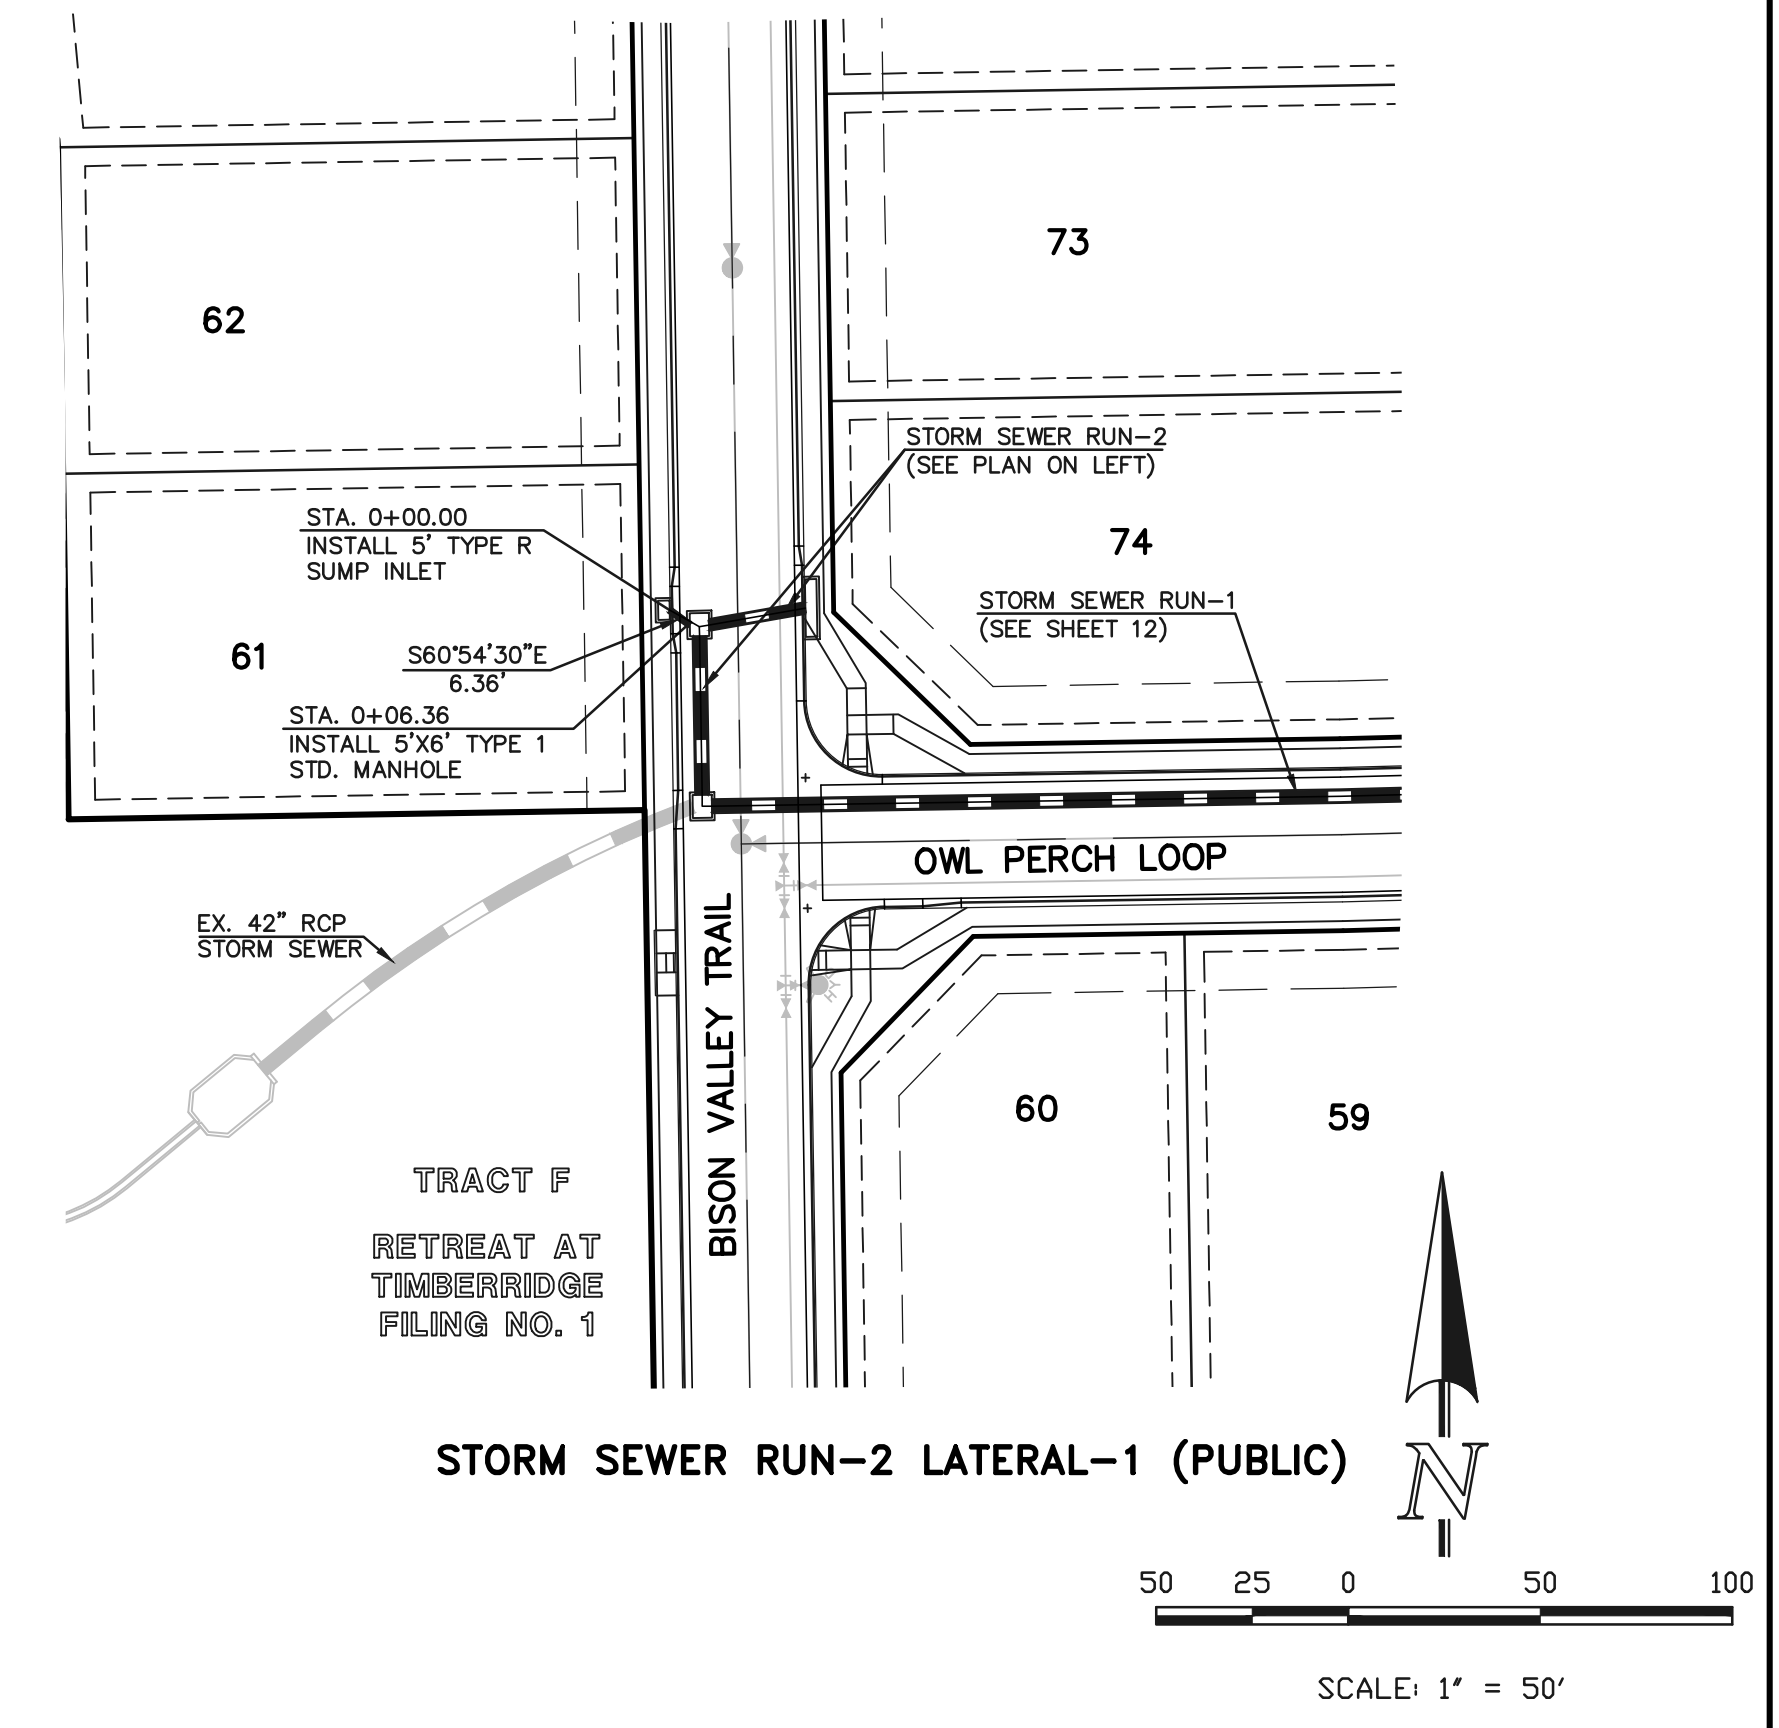 73
62
STORM SEWER RUN-2
(SEE PLAN ON LEFT)
STA. 0+00.00
INSTALL 5' TYPE R
SUMP INLET
74
STORM SEWER RUN-1
(SEE SHEET 12)
61
S60°54'30"E
6.36'
STA. 0+06.36
INSTALL 5'X6' TYPE 1
STD. MANHOLE
OWL PERCH LOOP
EX. 42" RCP
STORM SEWER
BISON VALLEY TRAIL
HYD
60
59
TRACT F
RETREAT AT
TIMBERRIDGE
FILING NO. 1
STORM SEWER RUN-2 LATERAL-1 (PUBLIC)
N
50 25 0 50 100
SCALE: 1" = 50'